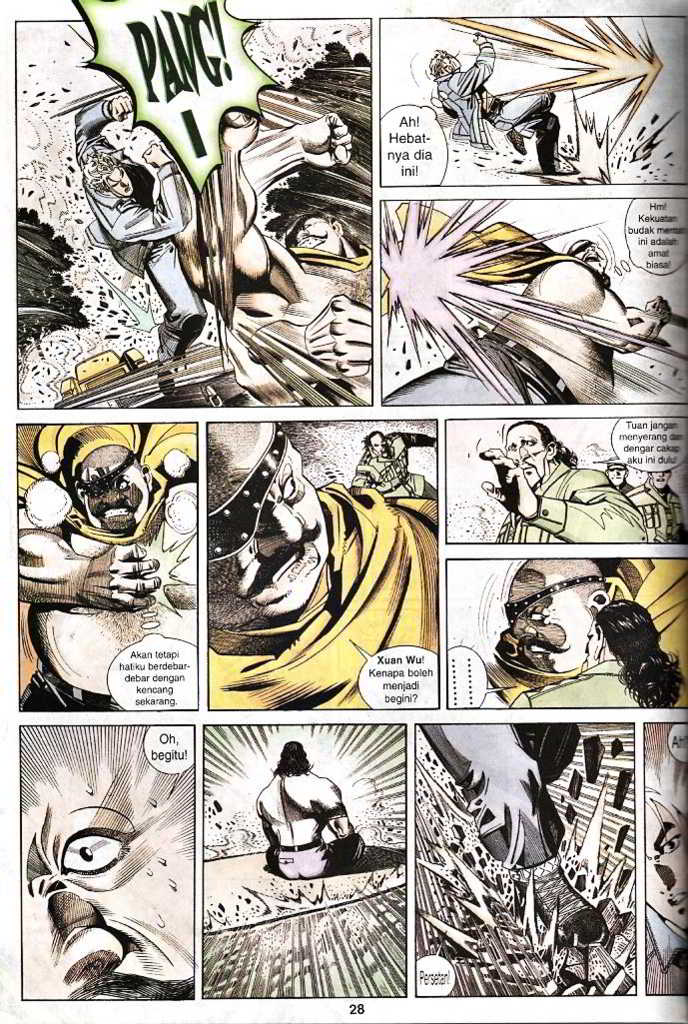 PANG!
Ah!
Hebat-
nya dia
ini!
Hm!
Kekuatan
budak
ini adalah
amat
biasa!
Akan tetapi
hatiku berdebar-
debar dengan
kencang
sekarang.
Xuan Wu!
Kenapa boleh
menjadi
begini?
Tuan jangan
menyerang dan
dengar cakap
aku ini dulu!
Oh,
begitu!
Persetan!
Ah
28